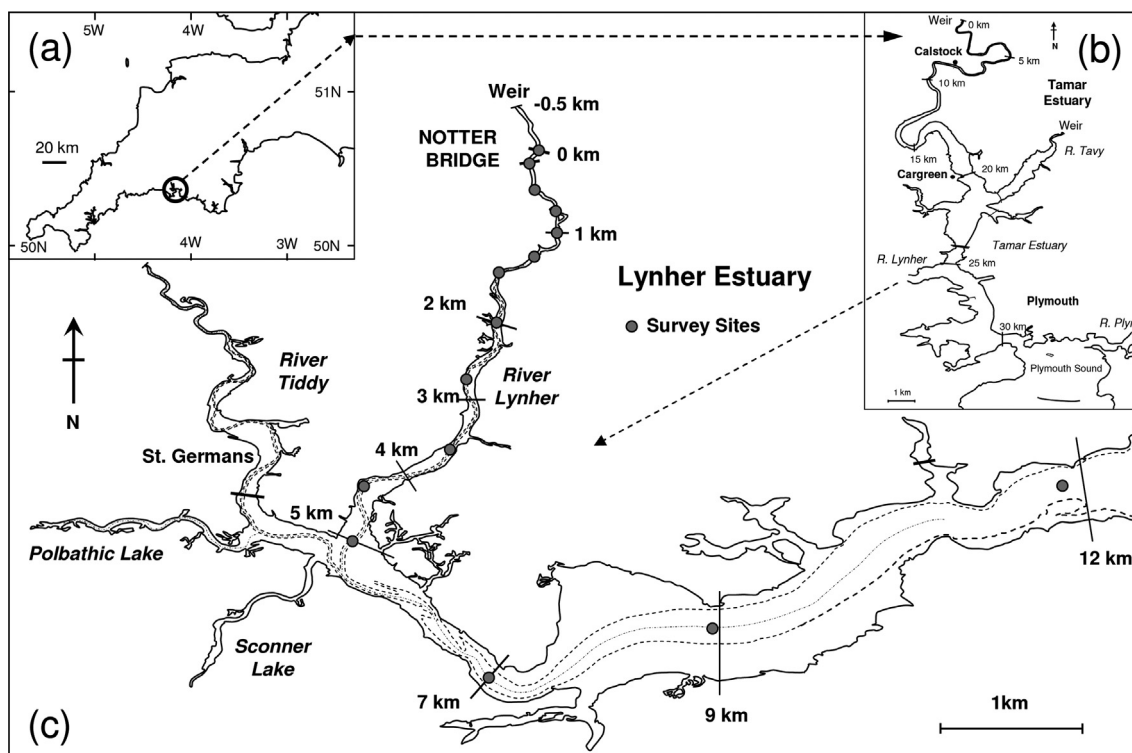 (a)
5W
4W
51N
20 km
50N
4W
3W
50N
(b)
Weir
0 km
N
Calstock
5 km
10 km
Tamar
Estuary
Weir
R. Tavy
15 km
20 km
Cargreen
Tamar Estuary
R. Lynher
25 km
Plymouth
30 km
R. Ply
Plymouth Sound
1 km
Weir
-0.5 km
NOTTER
BRIDGE
0 km
1 km
Lynher Estuary
Survey Sites
2 km
River
Tiddy
River
Lynher
3 km
N
4 km
St. Germans
5 km
Polbathic Lake
12 km
Sconner
Lake
7 km
9 km
1km
(c)